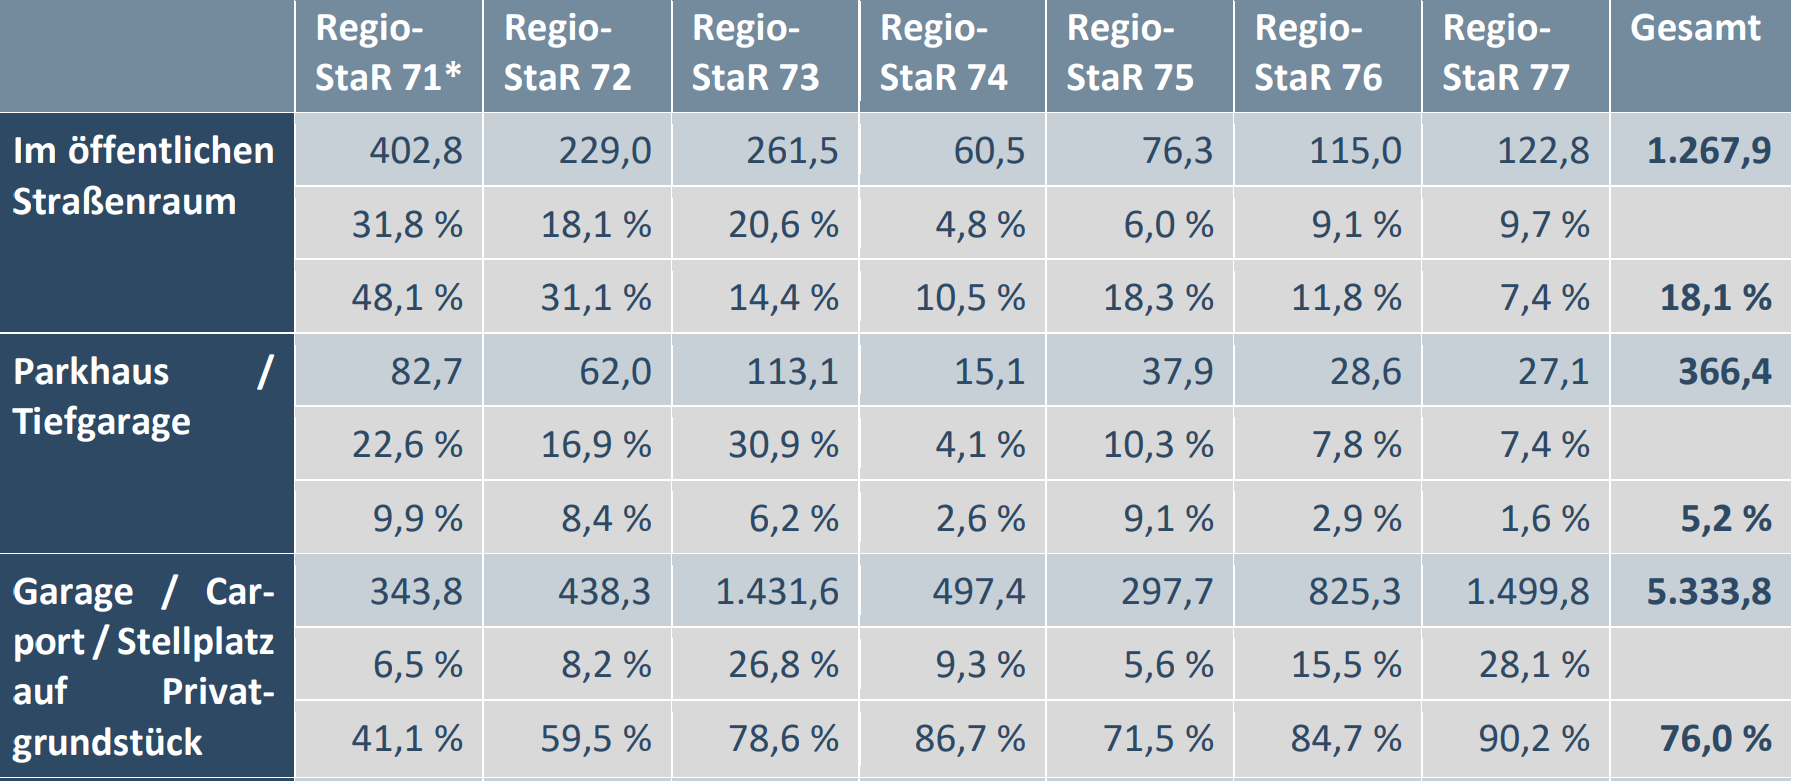 Regio-StaR 71* Regio-StaR 72 Regio-StaR 73 Regio-StaR 74 Regio-StaR 75 Regio-StaR 76 Regio-StaR 77 Gesamt
Im öffentlichen Straßenraum 402,8 229,0 261,5 60,5 76,3 115,0 122,8 1.267,9
31,8 % 18,1 % 20,6 % 4,8 % 6,0 % 9,1 % 9,7 %
48,1 % 31,1 % 14,4 % 10,5 % 18,3 % 11,8 % 7,4 % 18,1 %
Parkhaus / Tiefgarage 82,7 62,0 113,1 15,1 37,9 28,6 27,1 366,4
22,6 % 16,9 % 30,9 % 4,1 % 10,3 % 7,8 % 7,4 %
9,9 % 8,4 % 6,2 % 2,6 % 9,1 % 2,9 % 1,6 % 5,2 %
Garage / Car-port / Stellplatz auf Privat-grundstück 343,8 438,3 1.431,6 497,4 297,7 825,3 1.499,8 5.333,8
6,5 % 8,2 % 26,8 % 9,3 % 5,6 % 15,5 % 28,1 %
41,1 % 59,5 % 78,6 % 86,7 % 71,5 % 84,7 % 90,2 % 76,0 %